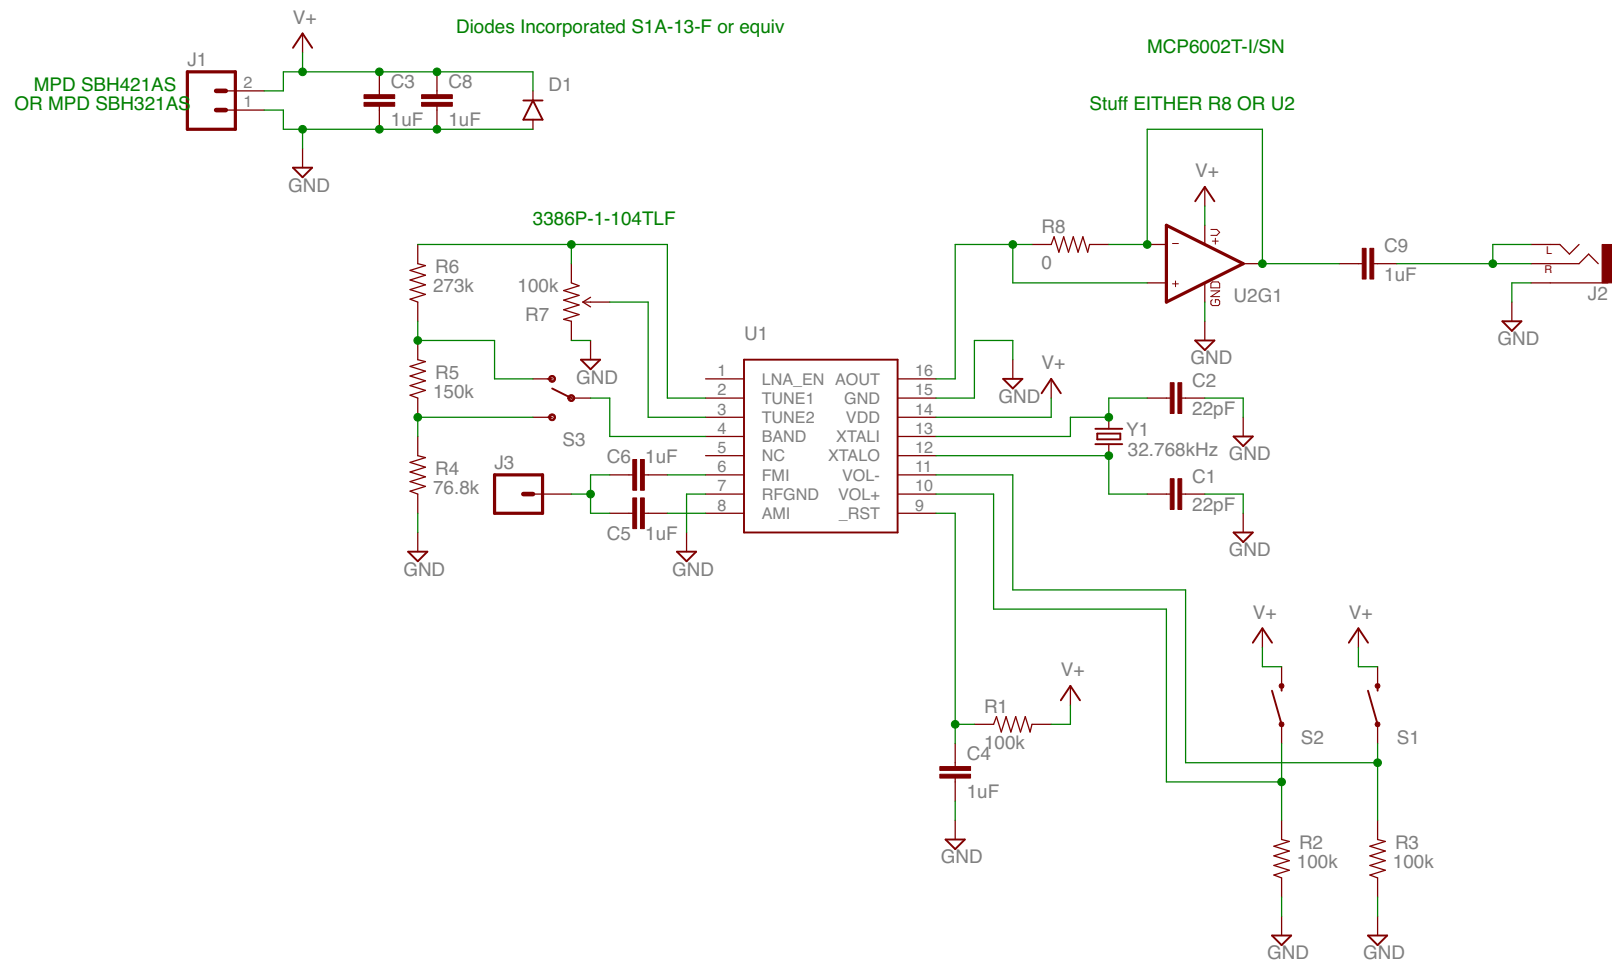 Diodes Incorporated S1A-13-F or equiv
V+
J1
MPD SBH421AS
OR MPD SBH321AS
2
1
C3
1uF
C8
1uF
D1
GND
MCP6002T-I/SN
Stuff EITHER R8 OR U2
V+
R8
0
+V
GND
−
+
U2G1
GND
C9
1uF
L
R
J2
GND
3386P-1-104TLF
R6
273k
100k
R7
GND
R5
150k
S3
R4
76.8k
GND
J3
C6
1uF
C5
1uF
GND
U1
1
2
3
4
5
6
7
8
LNA_EN
TUNE1
TUNE2
BAND
NC
FMI
RFGND
AMI
AOUT
GND
VDD
XTALI
XTALO
VOL-
VOL+
_RST
16
15
14
13
12
11
10
9
GND
V+
C2
22pF
GND
Y1
32.768kHz
C1
22pF
GND
V+
R1
100k
C4
1uF
GND
V+
S2
R2
100k
GND
V+
S1
R3
100k
GND